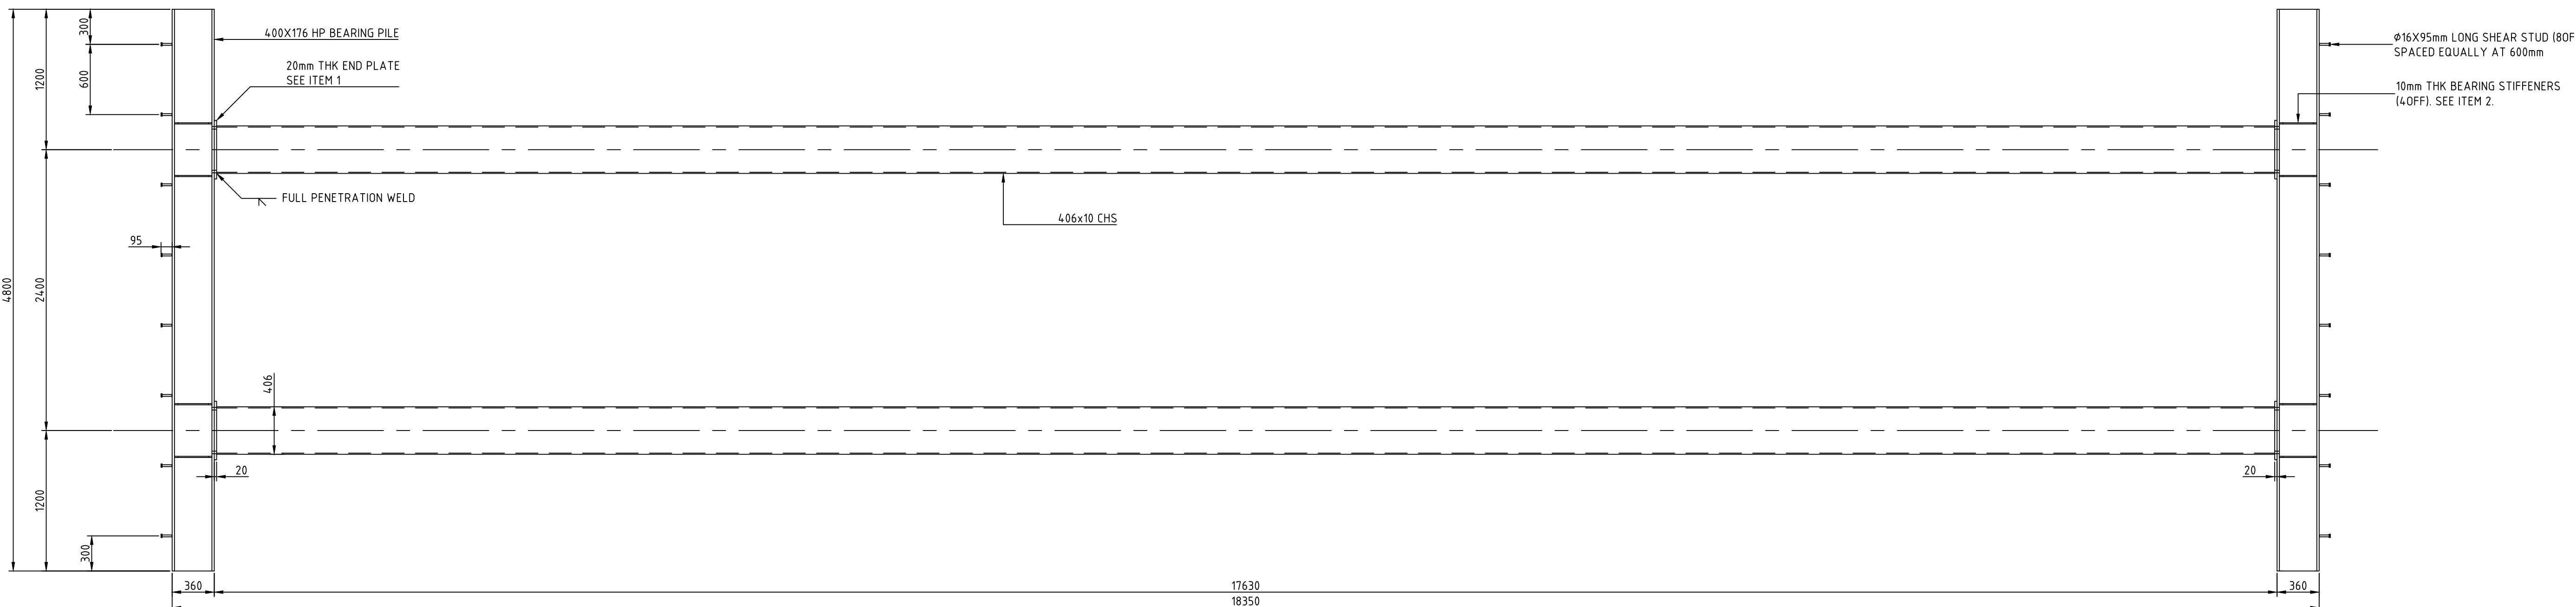 300
400X176 HP BEARING PILE
20mm THK END PLATE
SEE ITEM 1
1200
600
Ø16X95mm LONG SHEAR STUD (8OF
SPACED EQUALLY AT 600mm
10mm THK BEARING STIFFENERS
(4OFF). SEE ITEM 2.
FULL PENETRATION WELD
406x10 CHS
95
4800
2400
406
20
20
1200
300
360
17630
360
18350